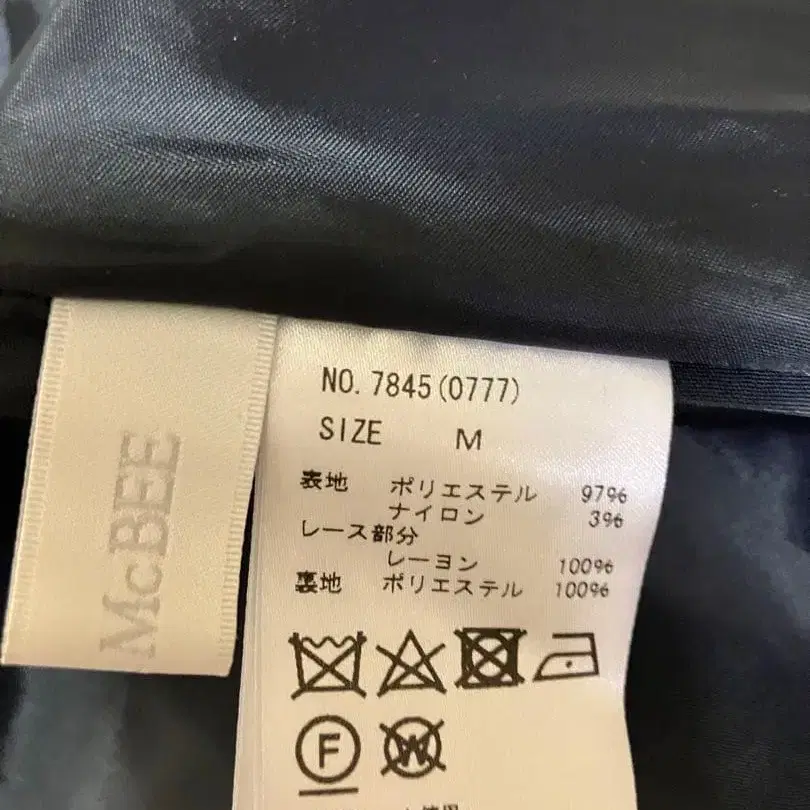 McBEE
NO. 7845(0777)
SIZE M
表地 ポリエステル 97%
ナイロン 3%
レース部分
レーヨン 100%
裏地 ポリエステル 100%
F
W